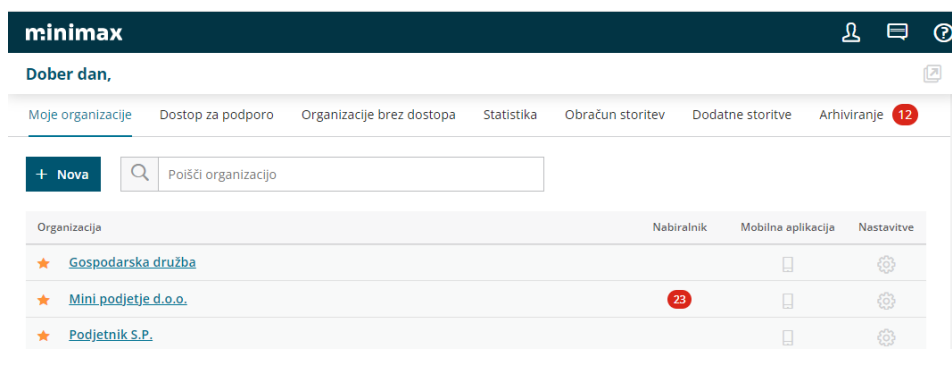 minimax
Dober dan,
Moje organizacije Dostop za podporo Organizacije brez dostopa Statistika Obračun storitev Dodatne storitve Arhiviranje 12
+ Nova Poišči organizacijo
Organizacija Nabiralnik Mobilna aplikacija Nastavitve
Gospodarska družba
Mini podjetje d.o.o. 23
Podjetnik S.P.